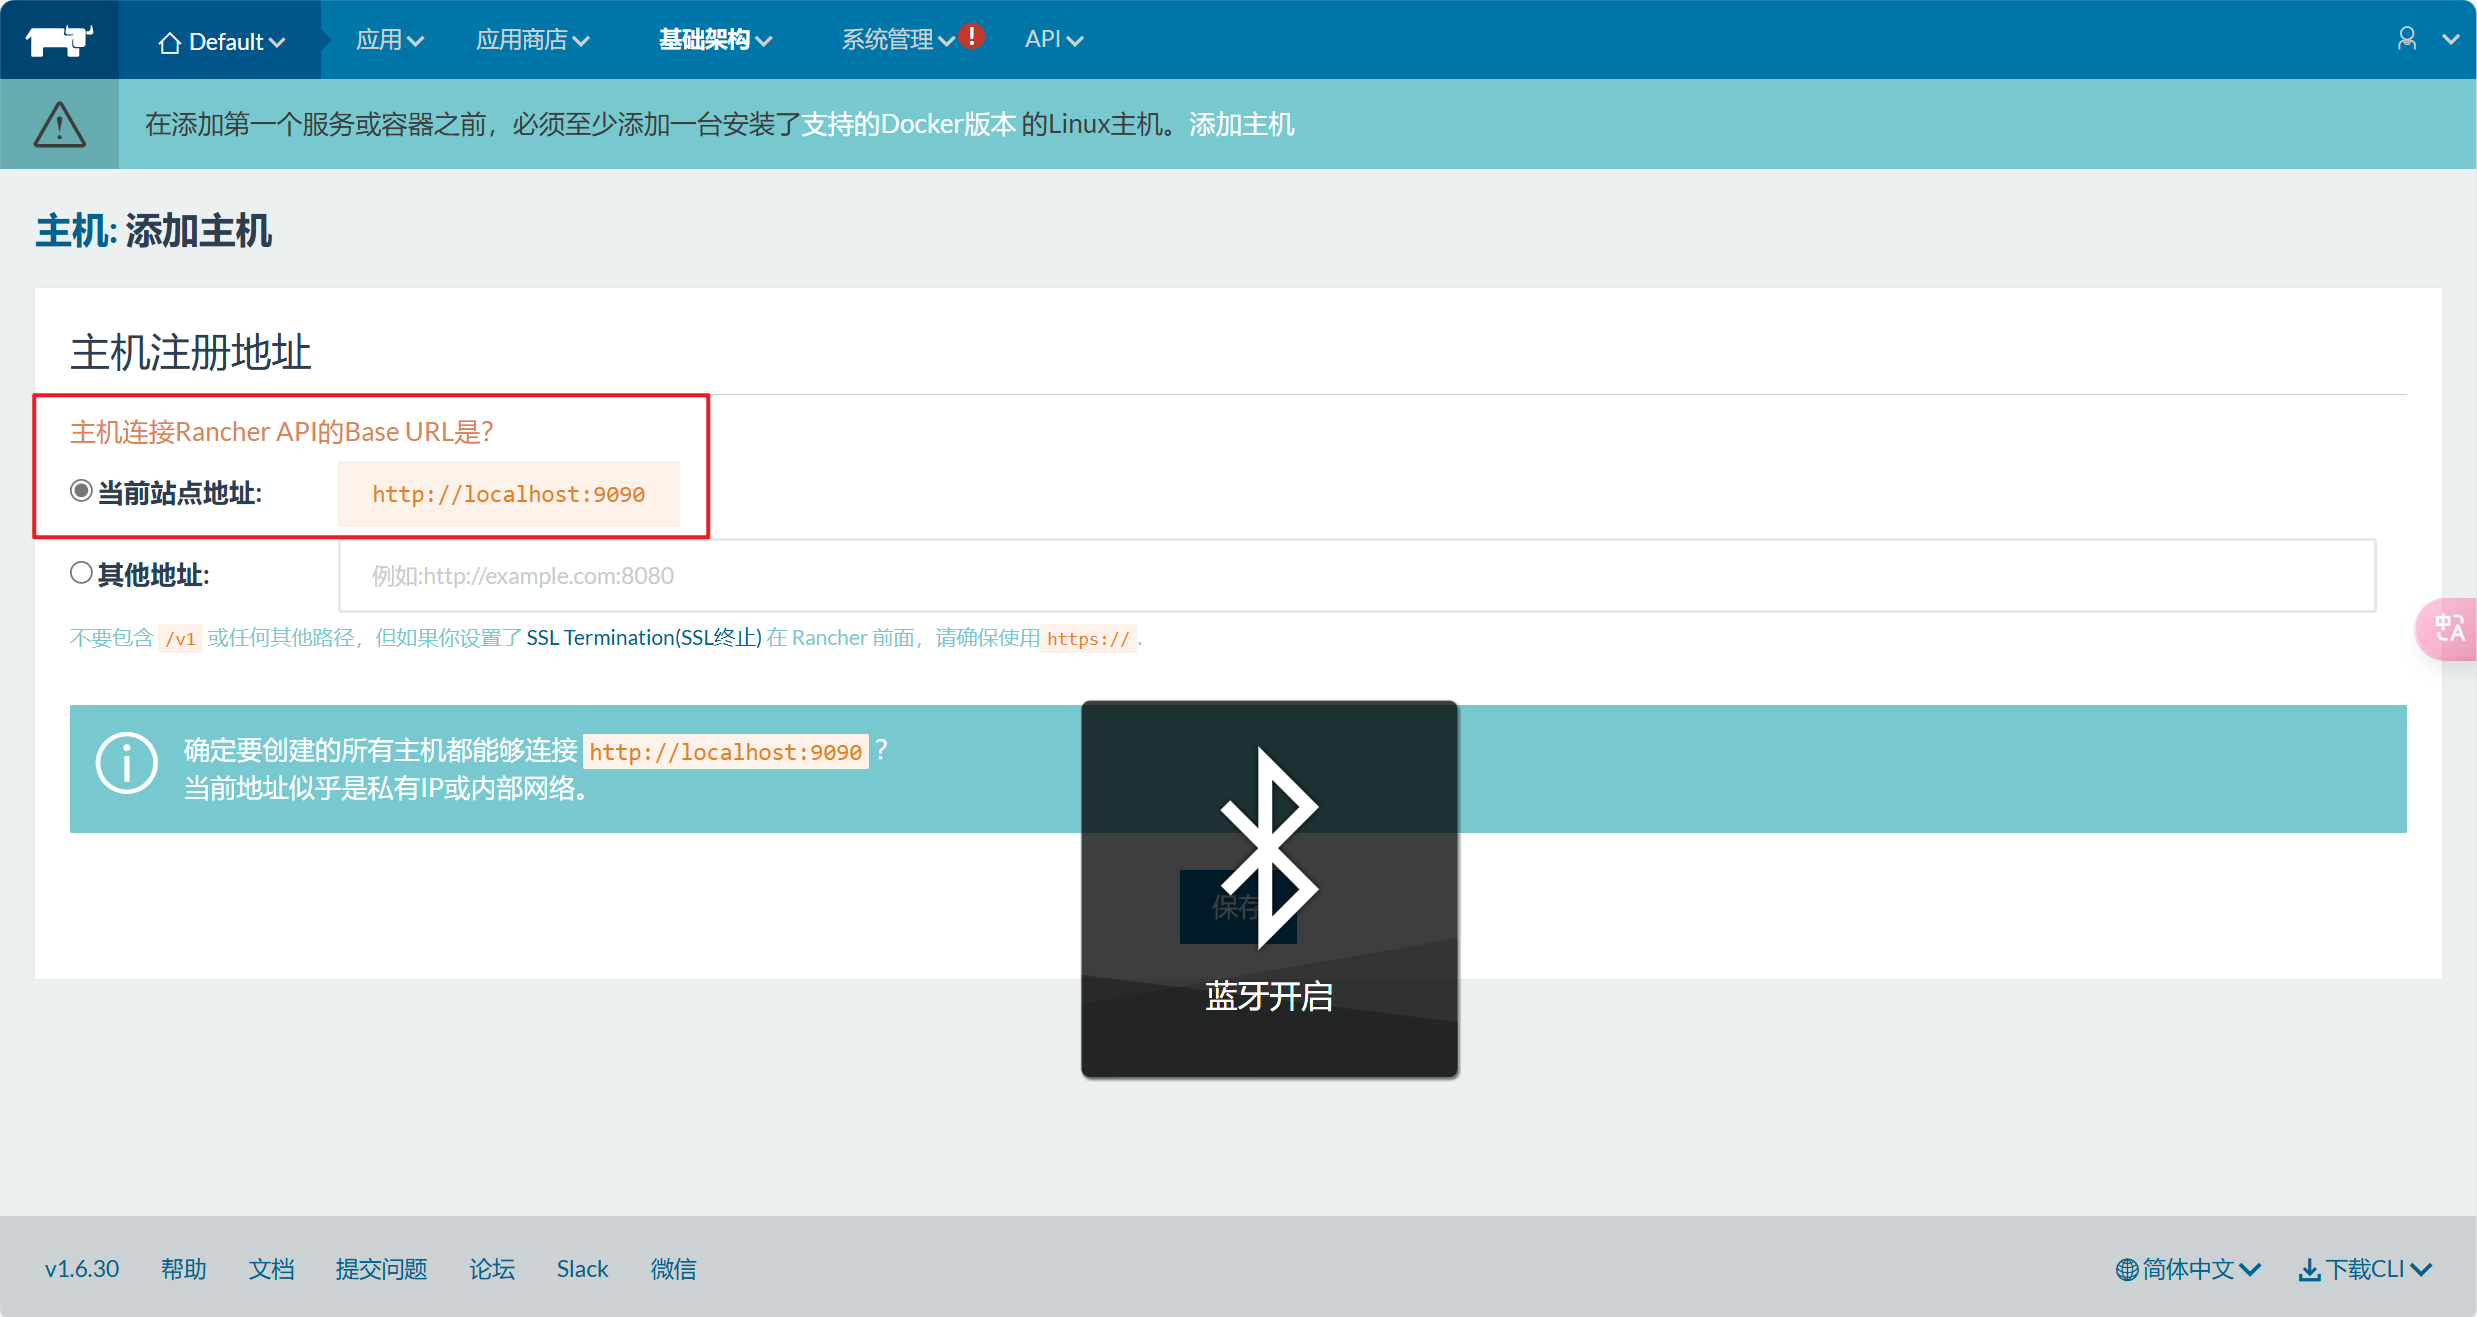 Default 应用 应用商店 基础架构 系统管理 ! API
在添加第一个服务或容器之前，必须至少添加一台安装了支持的Docker版本 的Linux主机。添加主机
主机: 添加主机
主机注册地址
主机连接Rancher API的Base URL是?
当前站点地址: http://localhost:9090
其他地址: 例如:http://example.com:8080
不要包含 /v1 或任何其他路径，但如果你设置了 SSL Termination(SSL终止) 在 Rancher 前面，请确保使用 https:// .
确定要创建的所有主机都能够连接 http://localhost:9090 ?
当前地址似乎是私有IP或内部网络。
保存
蓝牙开启
中A
v1.6.30 帮助 文档 提交问题 论坛 Slack 微信 简体中文 下载CLI